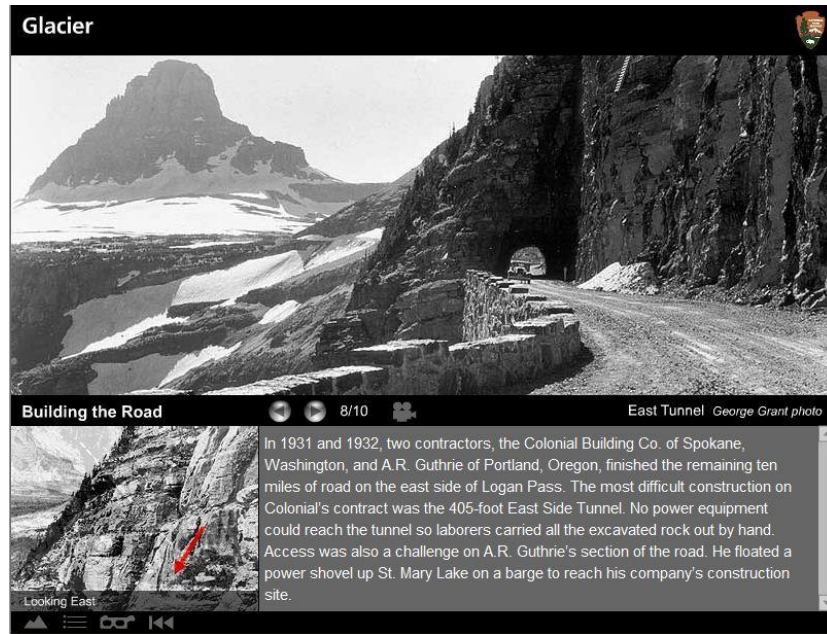 Glacier
Building the Road
8/10
East Tunnel George Grant photo
In 1931 and 1932, two contractors, the Colonial Building Co. of Spokane,
Washington, and A.R. Guthrie of Portland, Oregon, finished the remaining ten
miles of road on the east side of Logan Pass. The most difficult construction on
Colonial's contract was the 405-foot East Side Tunnel. No power equipment
could reach the tunnel so laborers carried all the excavated rock out by hand.
Access was also a challenge on A.R. Guthrie's section of the road. He floated a
power shovel up St. Mary Lake on a barge to reach his company's construction
site.
Looking East